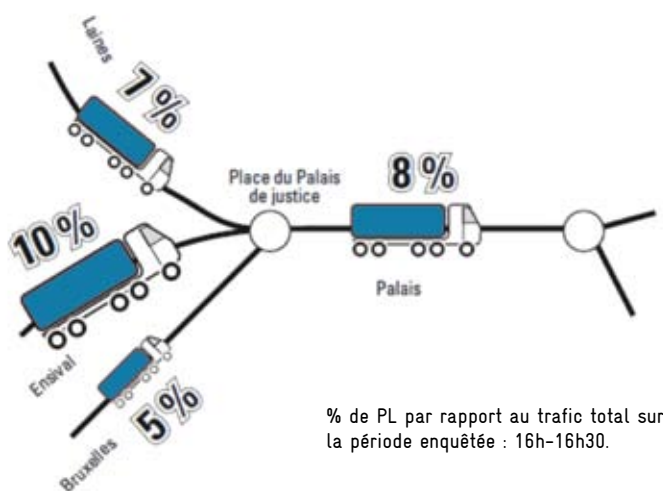 Laines
7%
Place du Palais
de justice
8%
10%
Palais
Ensival
5%
Bruxelles
% de PL par rapport au trafic total sur
la période enquêtée : 16h-16h30.